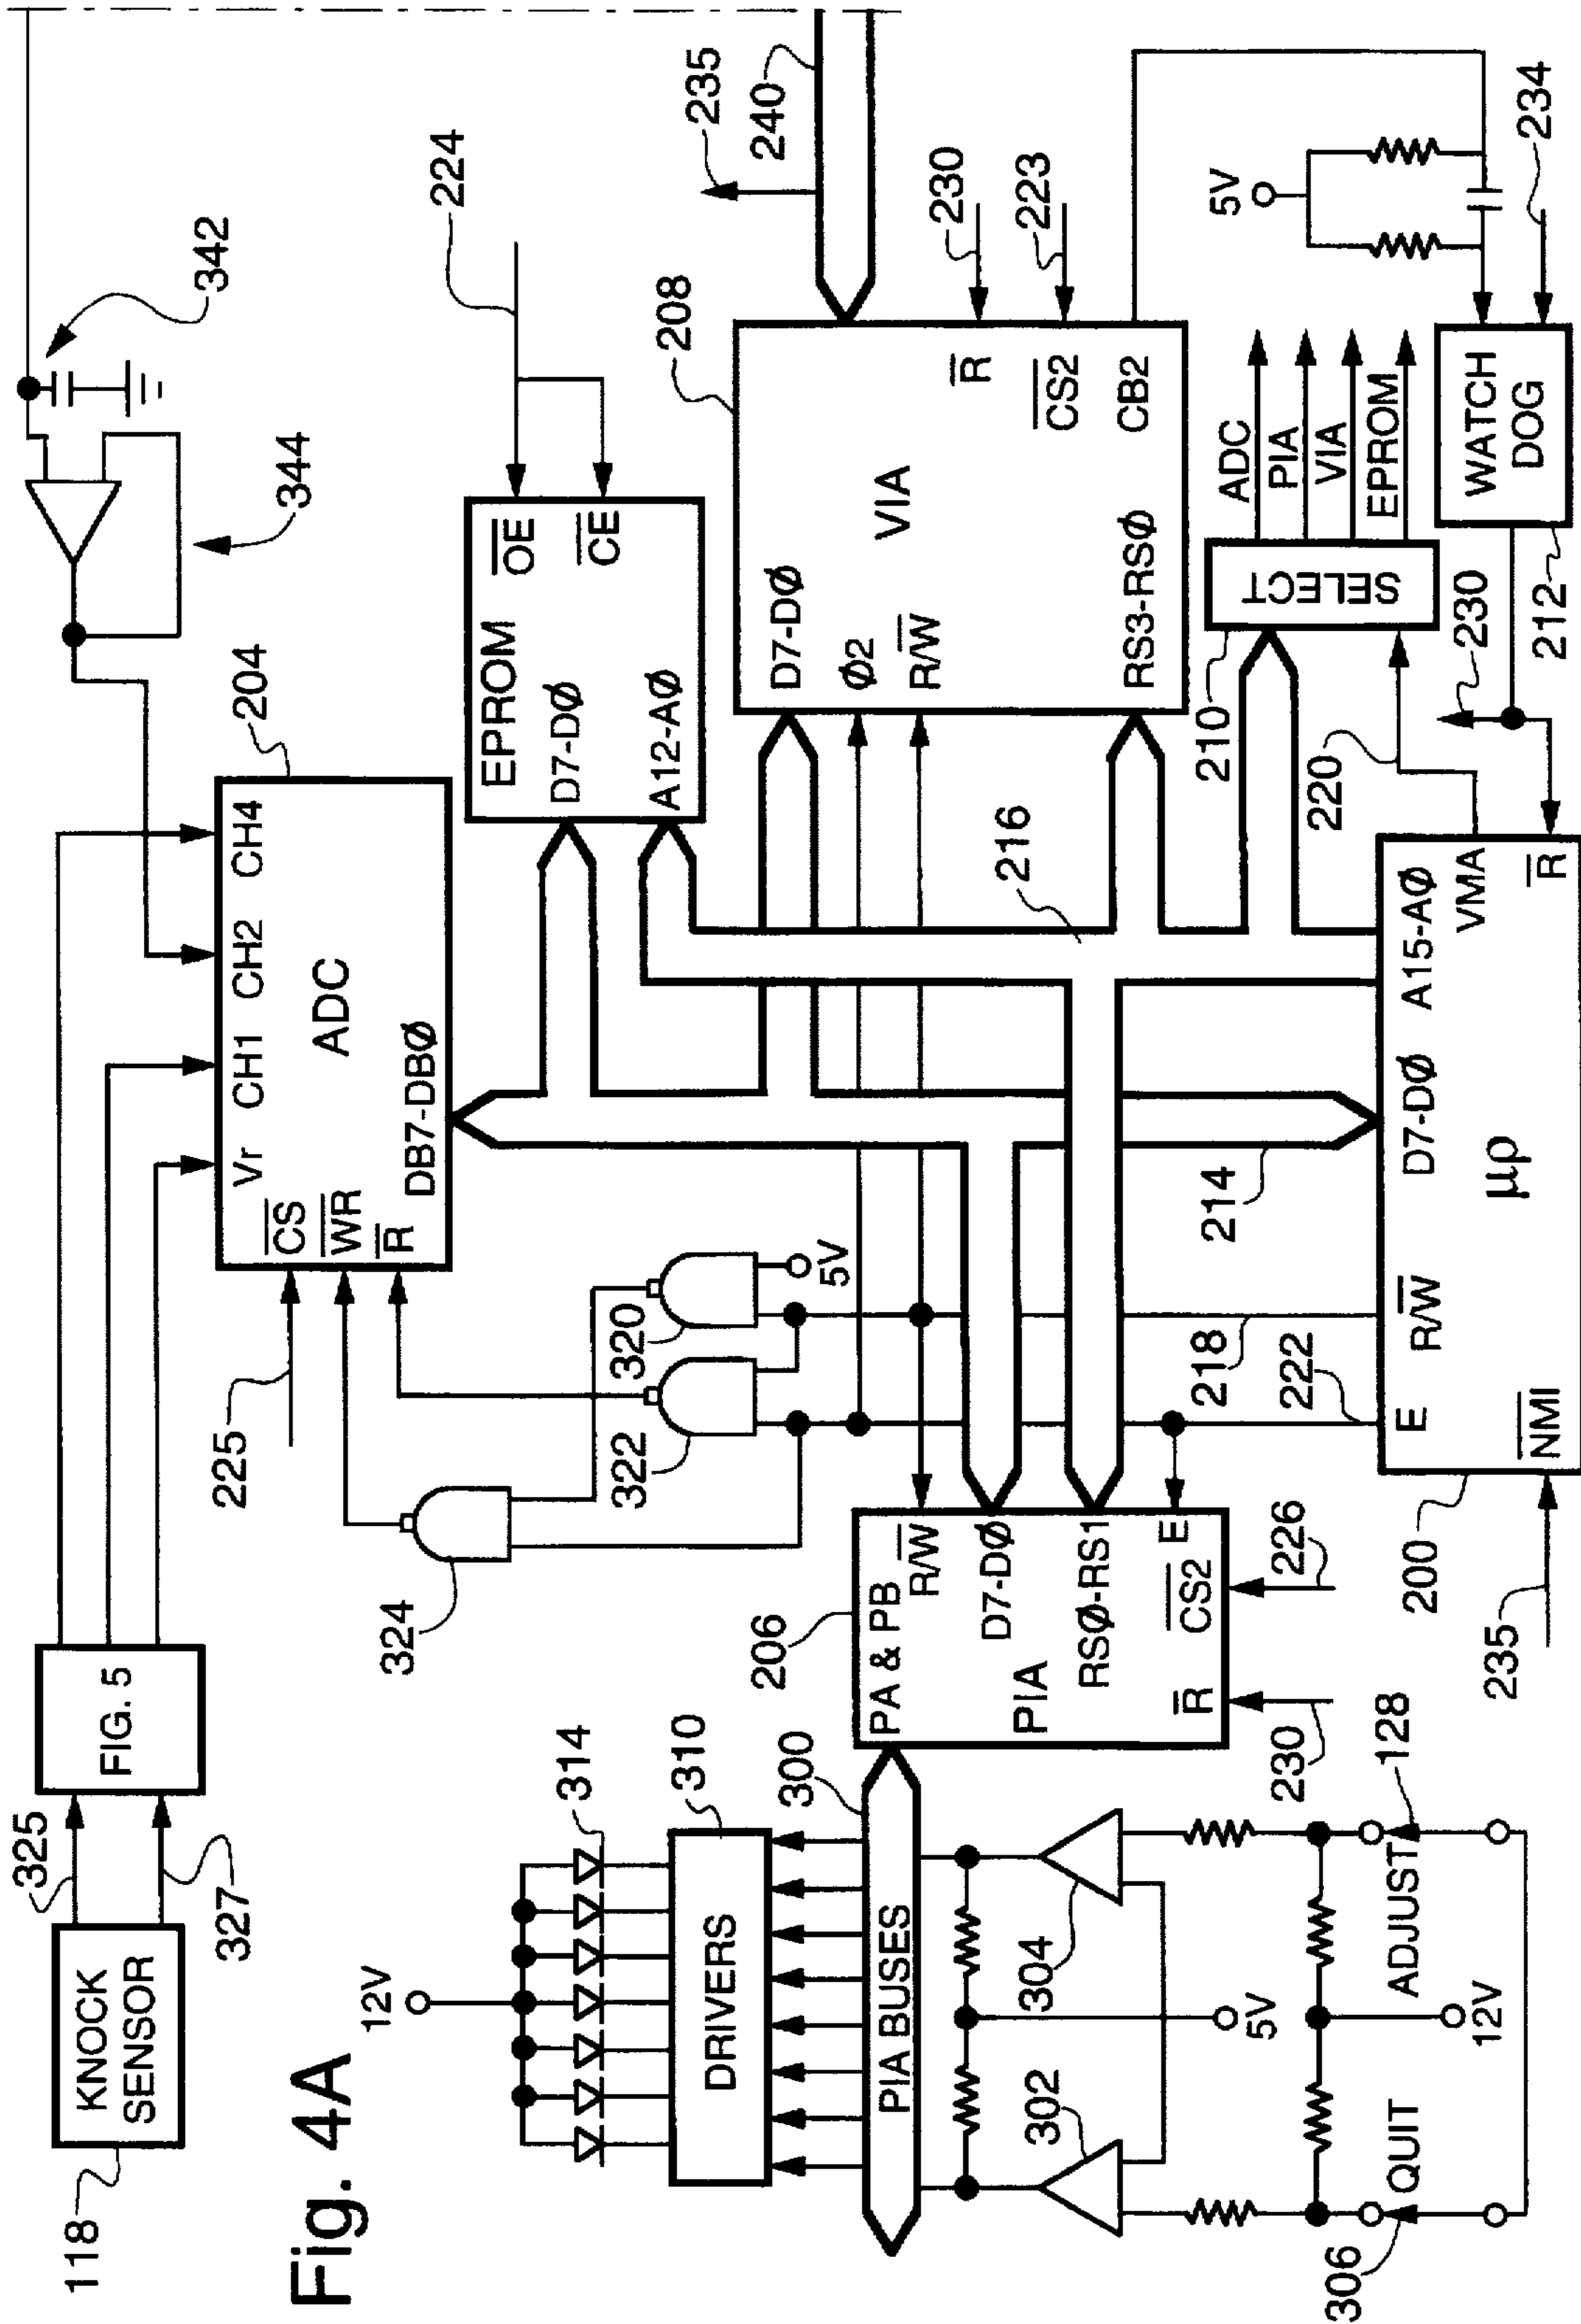 118
KNOCK
SENSOR
325
327
FIG. 5
342
344
Fig. 4A
12V
314
DRIVERS
310
PIA BUSES
300
302
304
5V
306
QUIT
ADJUST
128
12V
324
322
320
5V
225
Vr
CH1
CH2
CH4
204
CS
WR
R
ADC
DB7-DBØ
EPROM
OE
CE
D7-DØ
A12-AØ
224
235
240
208
VIA
D7-DØ
Φ2
R/W
RS3-RSØ
R
CS2
CB2
230
223
216
206
PA & PB
R/W
D7-DØ
PIA
RSØ-RS1
E
R
CS2
230
226
214
218
222
210
SELECT
ADC
PIA
VIA
EPROM
5V
234
WATCH
DOG
212
230
220
200
235
NMI
E
R/W
D7-DØ
A15-AØ
VMA
R
μρ